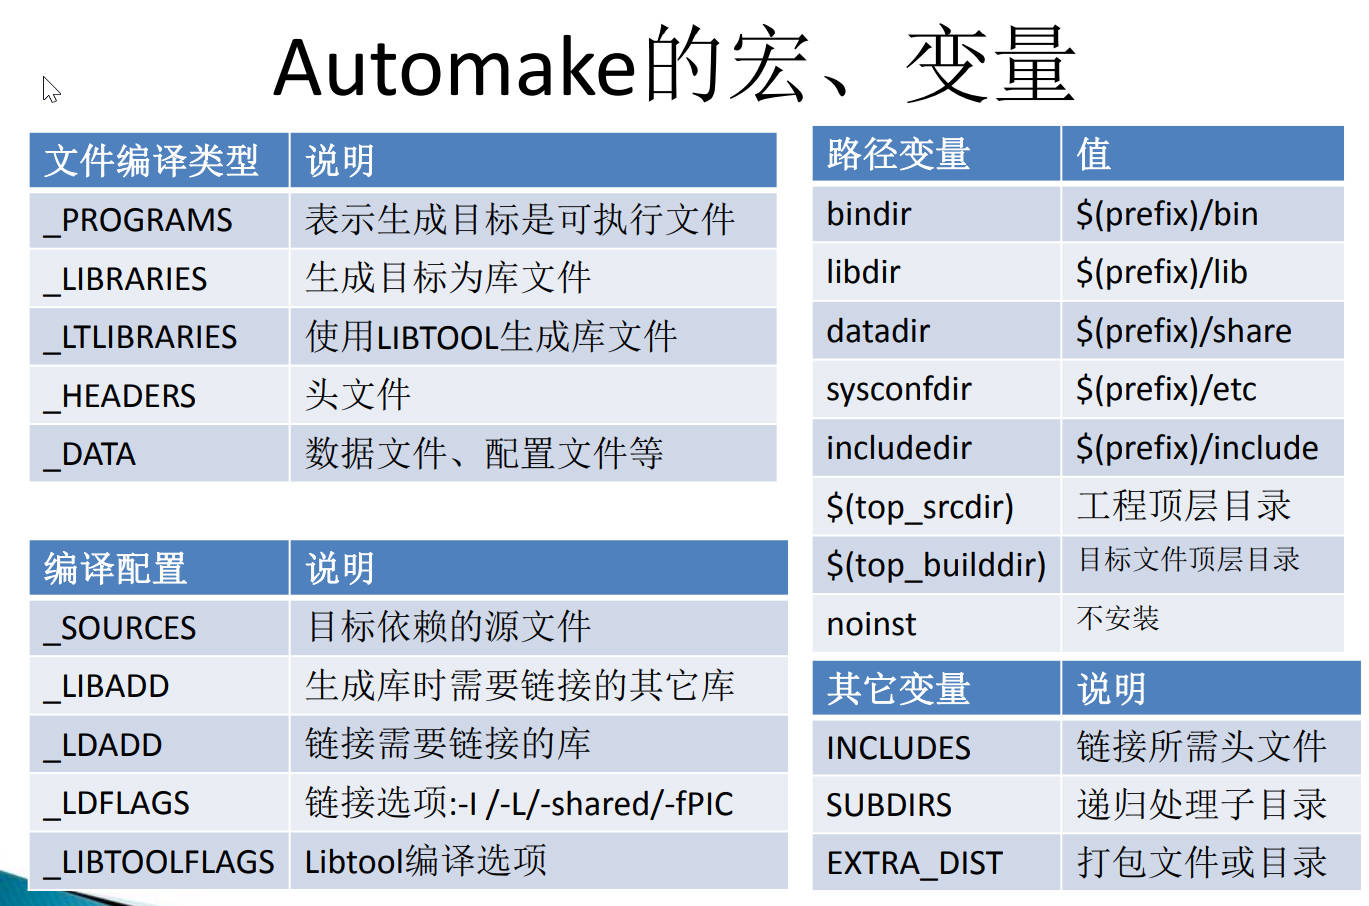 Automake的宏、变量
文件编译类型 说明
_PROGRAMS 表示生成目标是可执行文件
_LIBRARIES 生成目标为库文件
_LTLIBRARIES 使用LIBTOOL生成库文件
_HEADERS 头文件
_DATA 数据文件、配置文件等
编译配置 说明
_SOURCES 目标依赖的源文件
_LIBADD 生成库时需要链接的其它库
_LDADD 链接需要链接的库
_LDFLAGS 链接选项:-I /-L/-shared/-fPIC
_LIBTOOLFLAGS Libtool编译选项
路径变量 值
bindir $(prefix)/bin
libdir $(prefix)/lib
datadir $(prefix)/share
sysconfdir $(prefix)/etc
includedir $(prefix)/include
$(top_srcdir) 工程顶层目录
$(top_builddir) 目标文件顶层目录
noinst 不安装
其它变量 说明
INCLUDES 链接所需头文件
SUBDIRS 递归处理子目录
EXTRA_DIST 打包文件或目录